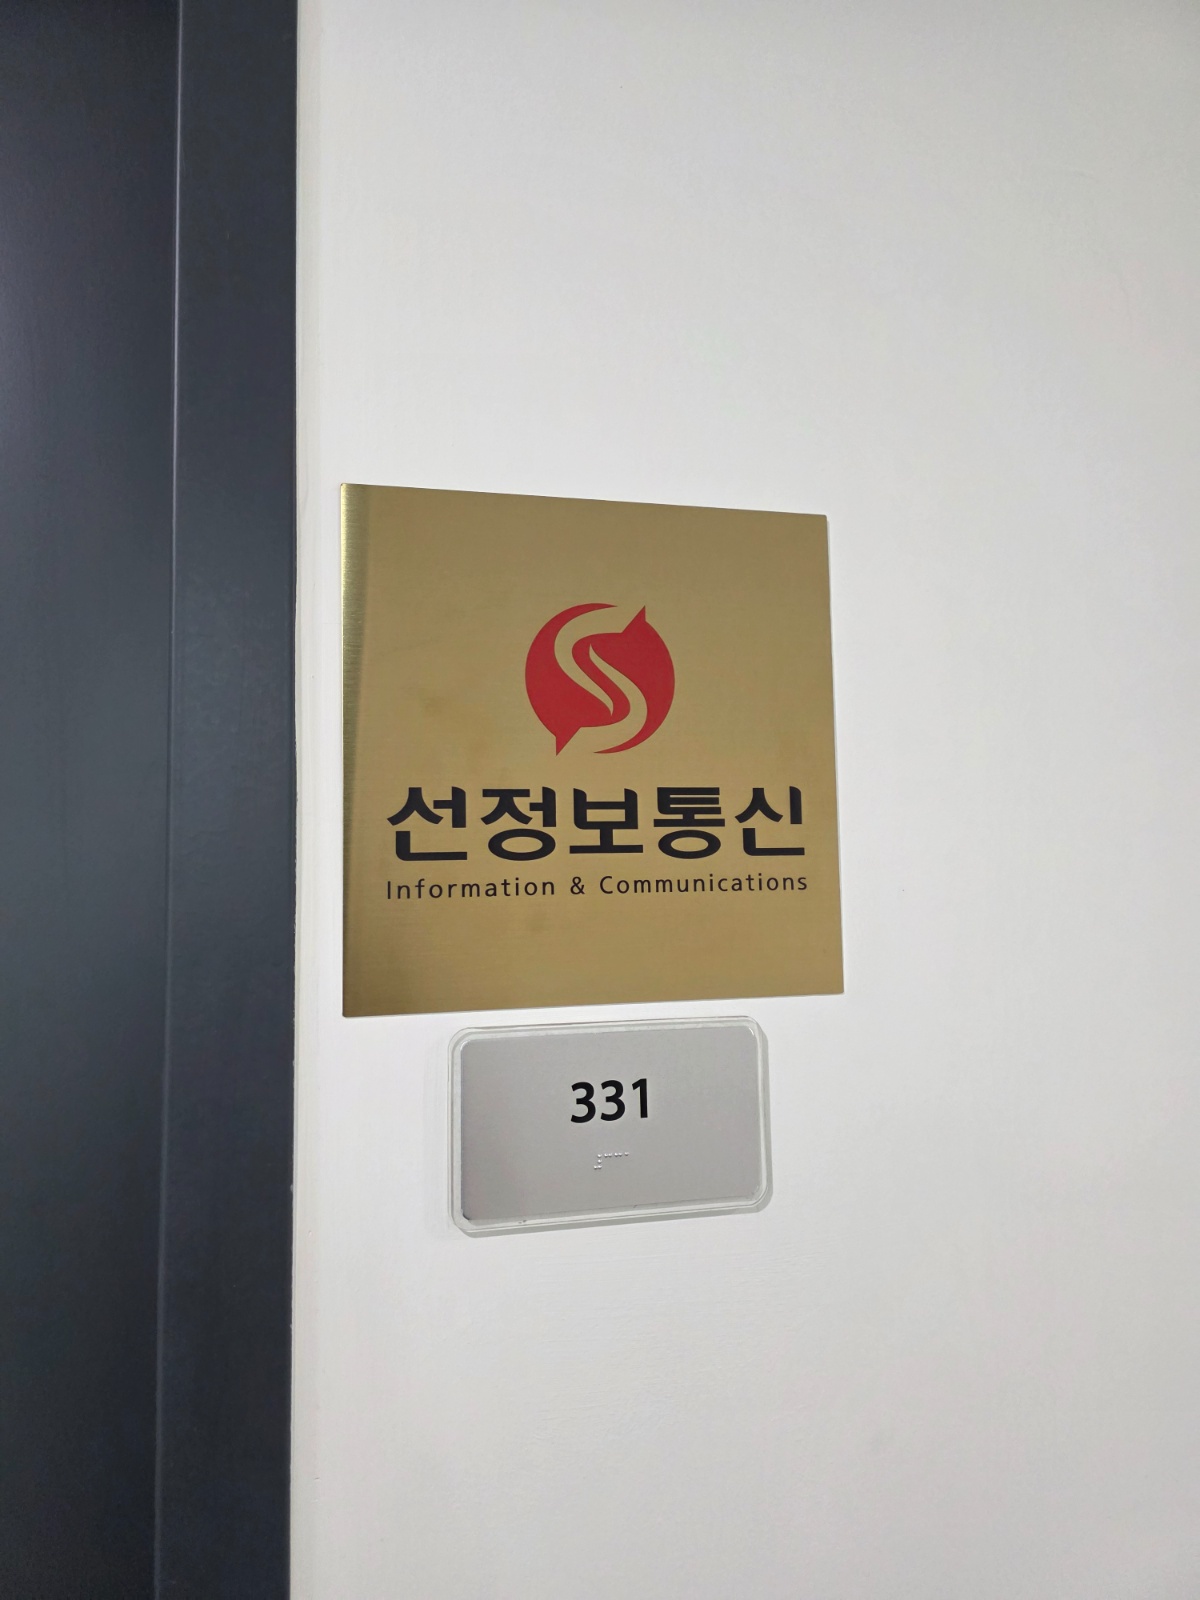 선정보통신
Information & Communications
331